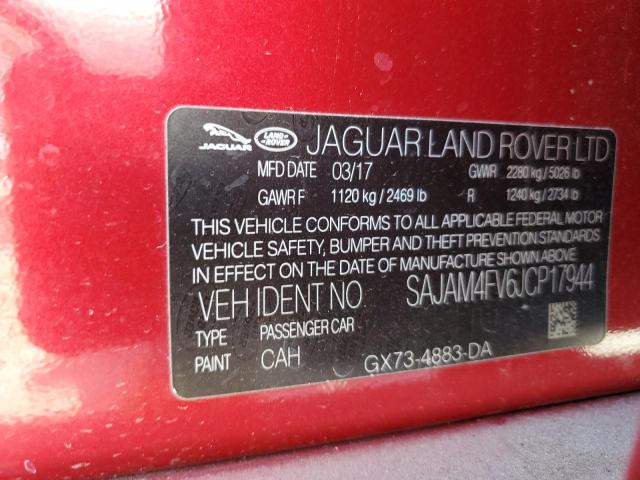 JAGUAR LAND ROVER JAGUAR LAND ROVER LTD
MFD DATE 03/17 GVWR 2280 kg / 5026 lb
GAWR F 1120 kg / 2469 lb R 1240 kg / 2734 lb
THIS VEHICLE CONFORMS TO ALL APPLICABLE FEDERAL MOTOR
VEHICLE SAFETY, BUMPER AND THEFT PREVENTION STANDARDS
IN EFFECT ON THE DATE OF MANUFACTURE SHOWN ABOVE
VEH IDENT NO SAJAM4FV6JCP17944
TYPE PASSENGER CAR
PAINT CAH GX73-4883-DA